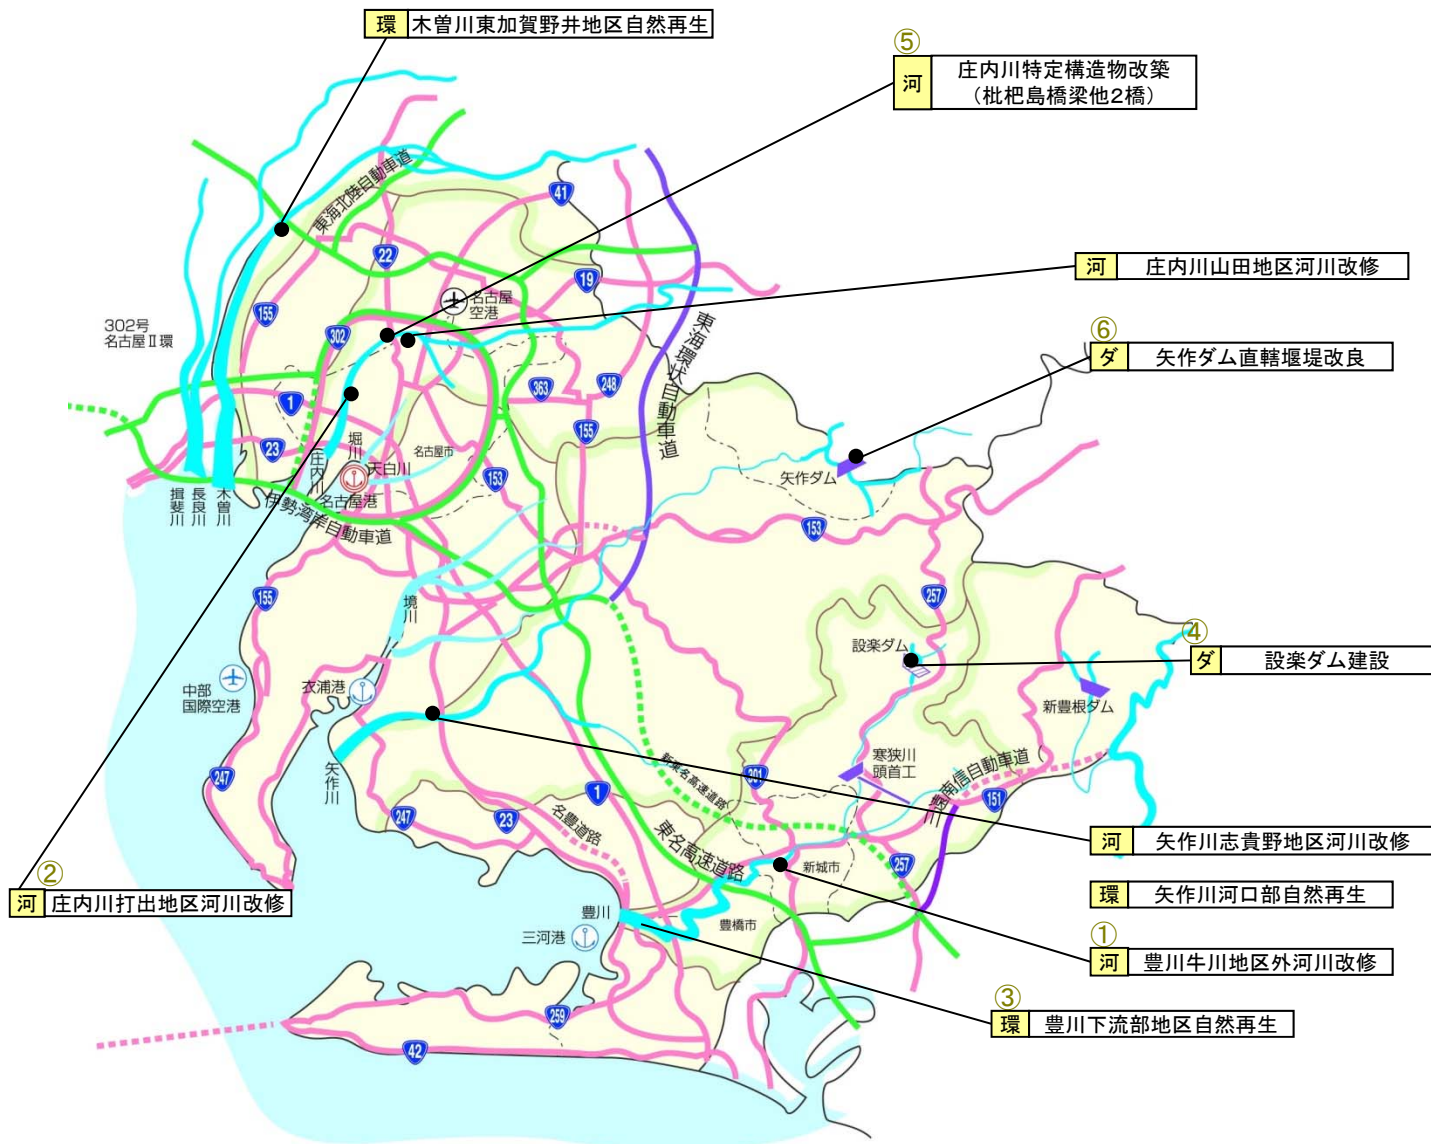 環 木曽川東加賀野井地区自然再生
⑤
河 庄内川特定構造物改築
(枇杷島橋梁他2橋)
東海北陸自動車道
41
22
河 庄内川山田地区河川改修
19
名古屋
空港
155
302号
名古屋Ⅱ環
302
東海環状自動車道
⑥
ダ 矢作ダム直轄堰堤改良
363
248
1
155
23
堀川
名古屋市
庄内川
天白川
矢作ダム
153
名古屋港
揖斐川
長良川
木曽川
伊勢湾岸自動車道
153
155
境川
257
④
設楽ダム
ダ 設楽ダム建設
中部
国際空港
衣浦港
新豊根ダム
寒狭川
頭首工
新東名高速道路
矢作川
247
301
三遠南信自動車道
151
豊川
1
247
23
名豊道路
河 矢作川志貴野地区河川改修
東名高速道路
新城市
257
②
河 庄内川打出地区河川改修
環 矢作川河口部自然再生
豊川
豊橋市
三河港
①
河 豊川牛川地区外河川改修
③
環 豊川下流部地区自然再生
259
42